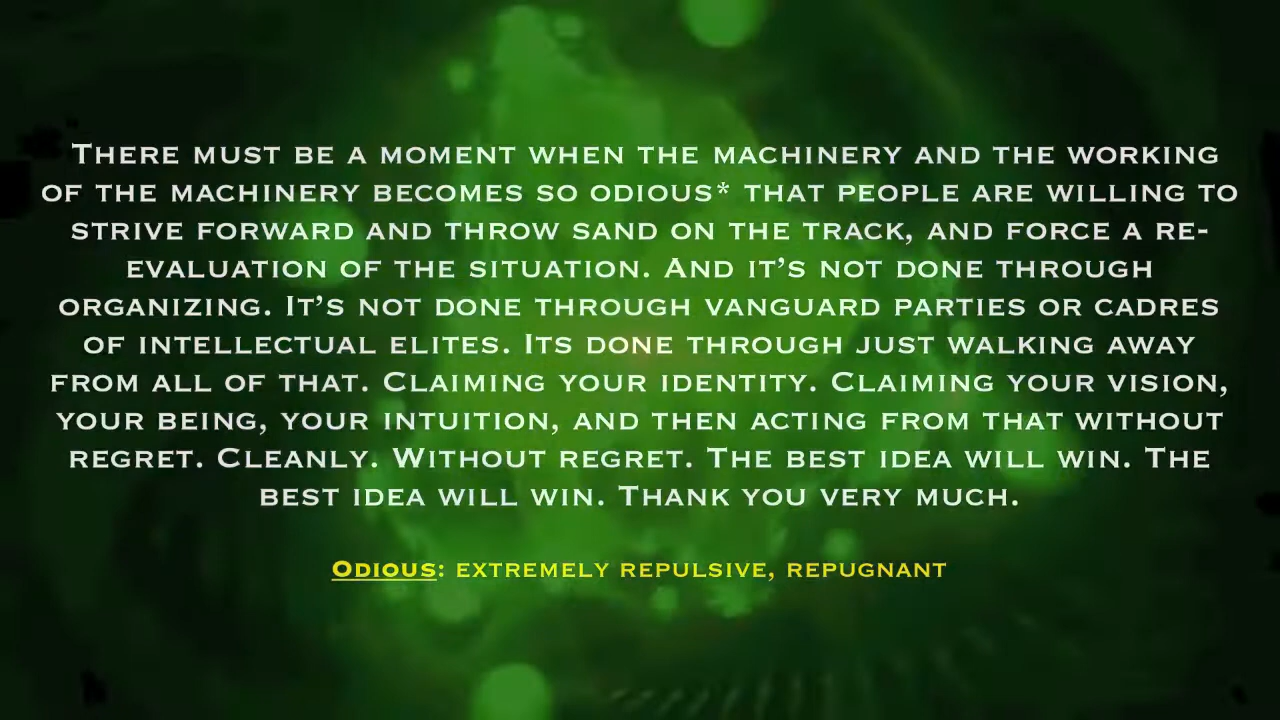 There must be a moment when the machinery and the working
of the machinery becomes so odious* that people are willing to
strive forward and throw sand on the track, and force a re-
evaluation of the situation. And it’s not done through
organizing. It’s not done through vanguard parties or cadres
of intellectual elites. Its done through just walking away
from all of that. Claiming your identity. Claiming your vision,
your being, your intuition, and then acting from that without
regret. Cleanly. Without regret. The best idea will win. The
best idea will win. Thank you very much.
Odious: extremely repulsive, repugnant